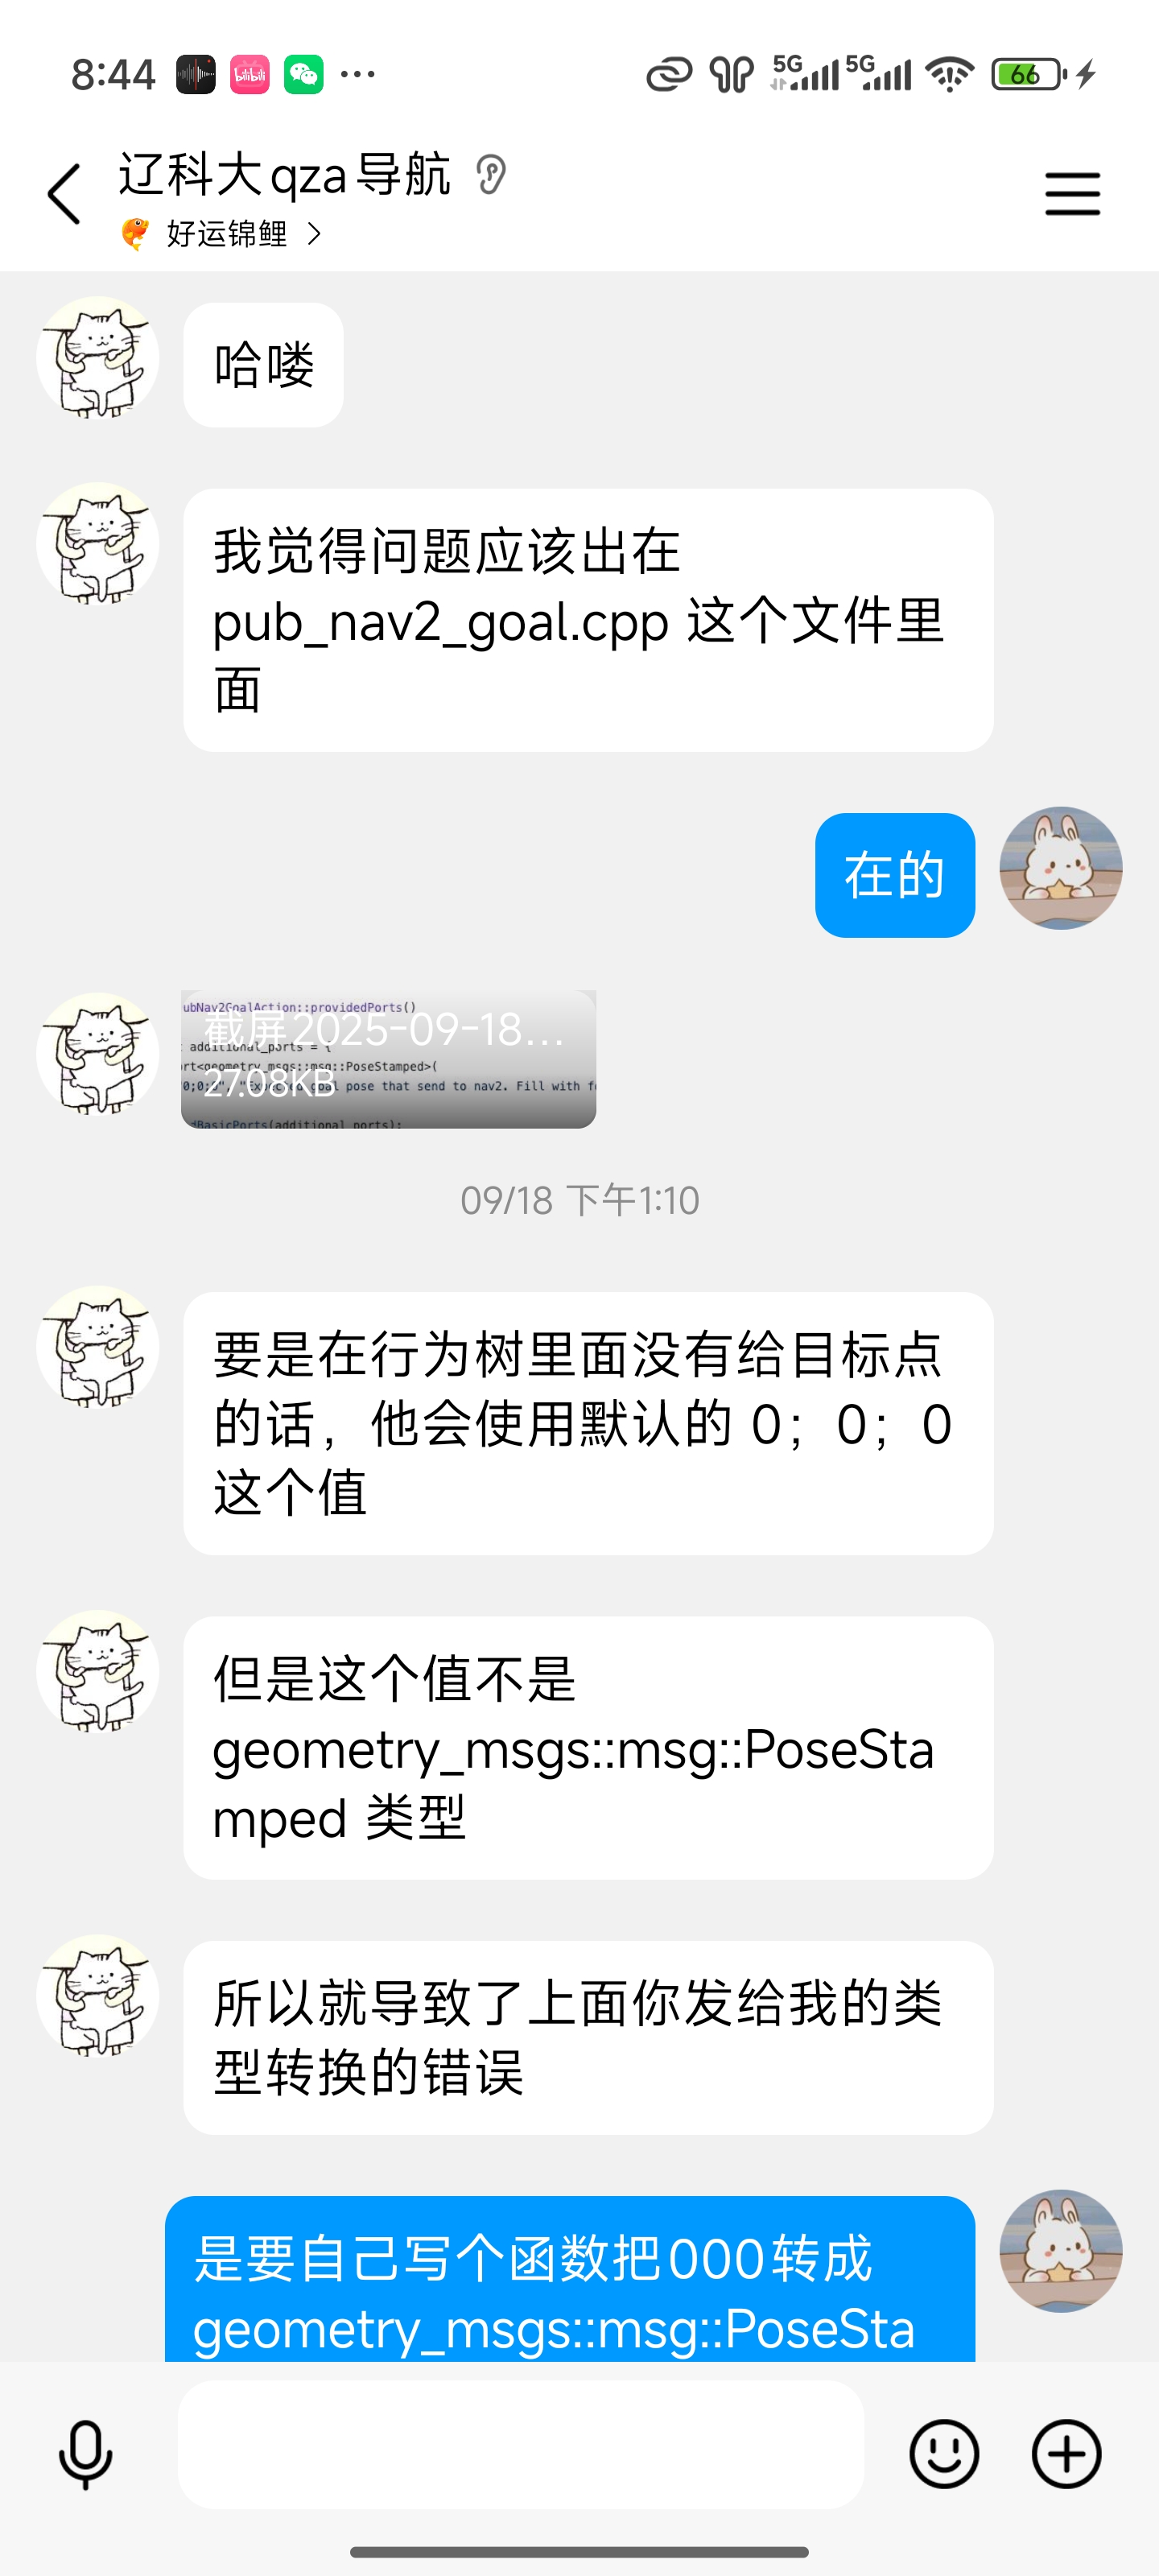 8:44
bilibili
5G
5G
66
辽科大qza导航
好运锦鲤
哈喽
我觉得问题应该出在
pub_nav2_goal.cpp 这个文件里
面
在的
ubNav2GoalAction::providedPorts()
截屏2025-09-18...
additional_ports = {
rt<geometry_msgs::msg::PoseStamped>(
27.08KB
goal pose that send to nav2. Fill with f
dBasicPorts(additional_ports);
09/18 下午1:10
要是在行为树里面没有给目标点
的话，他会使用默认的 0；0；0
这个值
但是这个值不是
geometry_msgs::msg::PoseSta
mped 类型
所以就导致了上面你发给我的类
型转换的错误
是要自己写个函数把000转成
geometry_msgs::msg::PoseSta